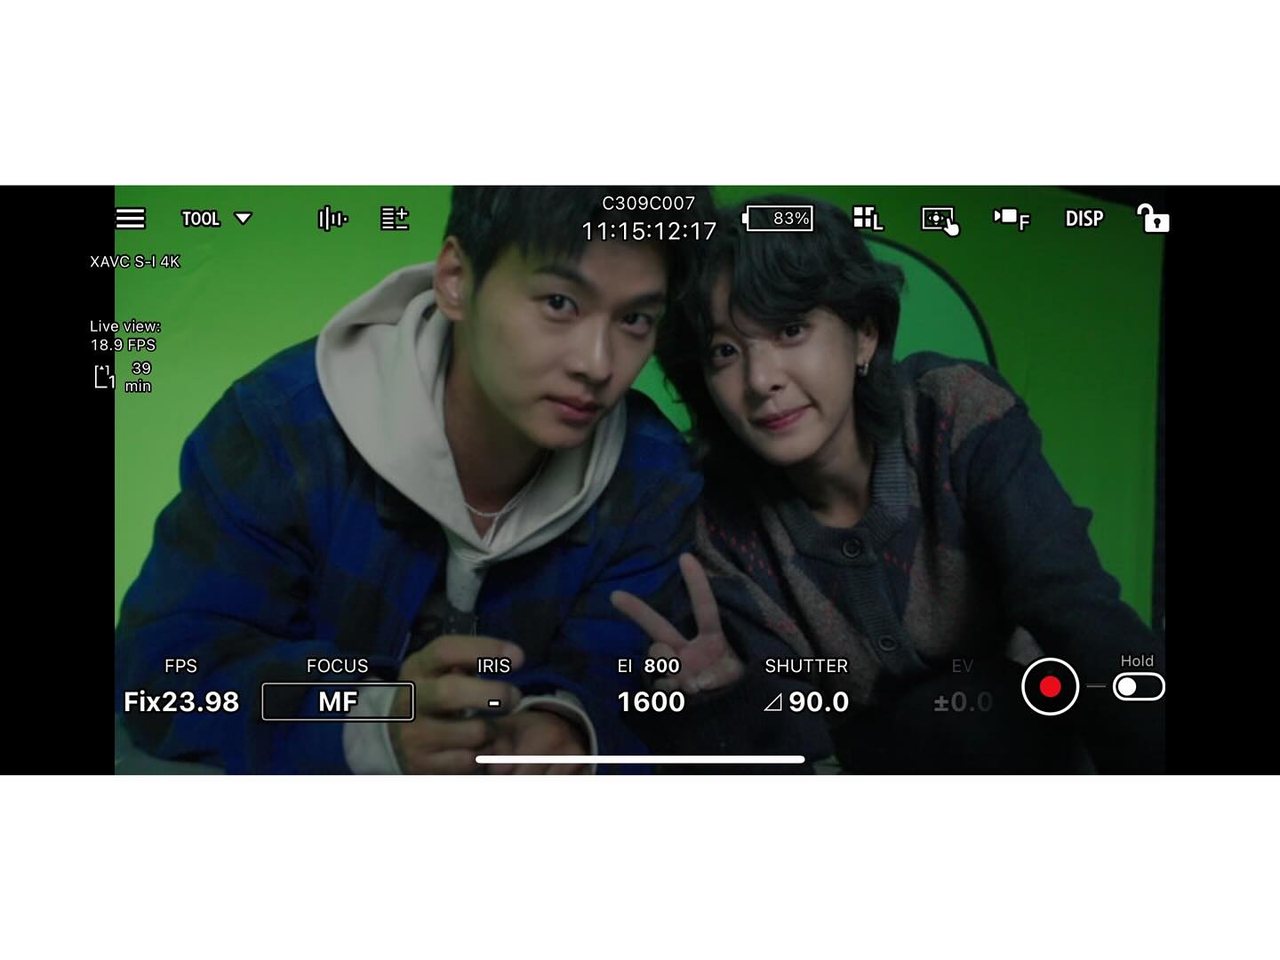 TOOL
C309C007
11:15:12:17
83%
L
F
DISP
XAVC S-I 4K
Live view:
18.9 FPS
1
39
min
FPS
FOCUS
IRIS
EI 800
SHUTTER
EV
Hold
Fix23.98
MF
-
1600
90.0
±0.0